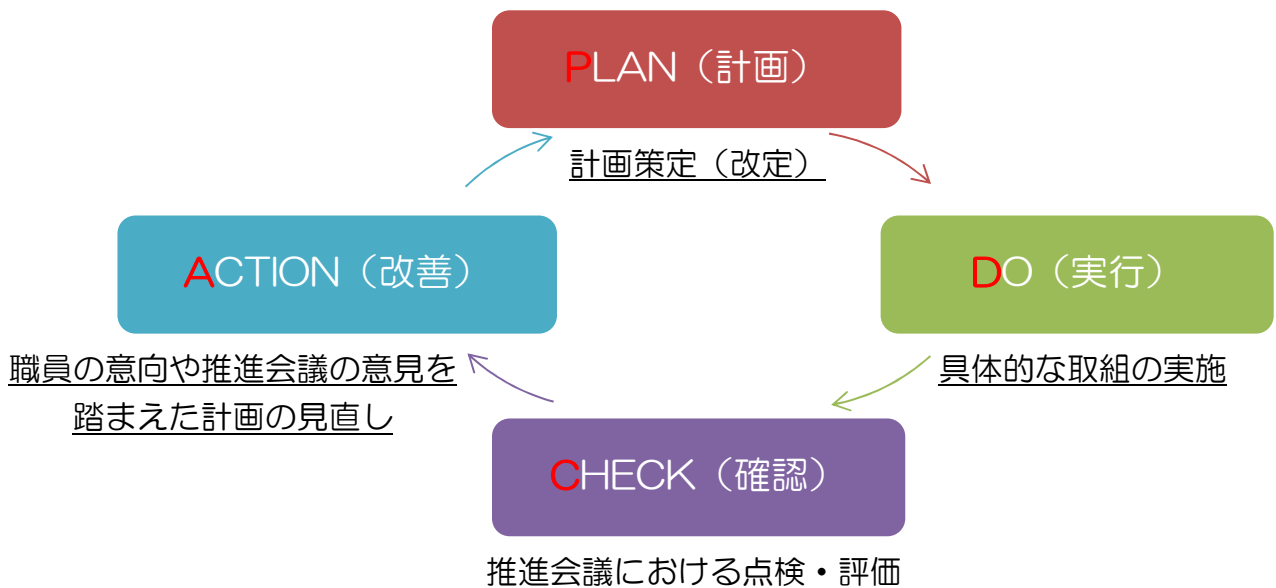 PLAN（計画）
計画策定（改定）
ACTION（改善）
DO（実行）
職員の意向や推進会議の意見を
踏まえた計画の見直し
具体的な取組の実施
CHECK（確認）
推進会議における点検・評価